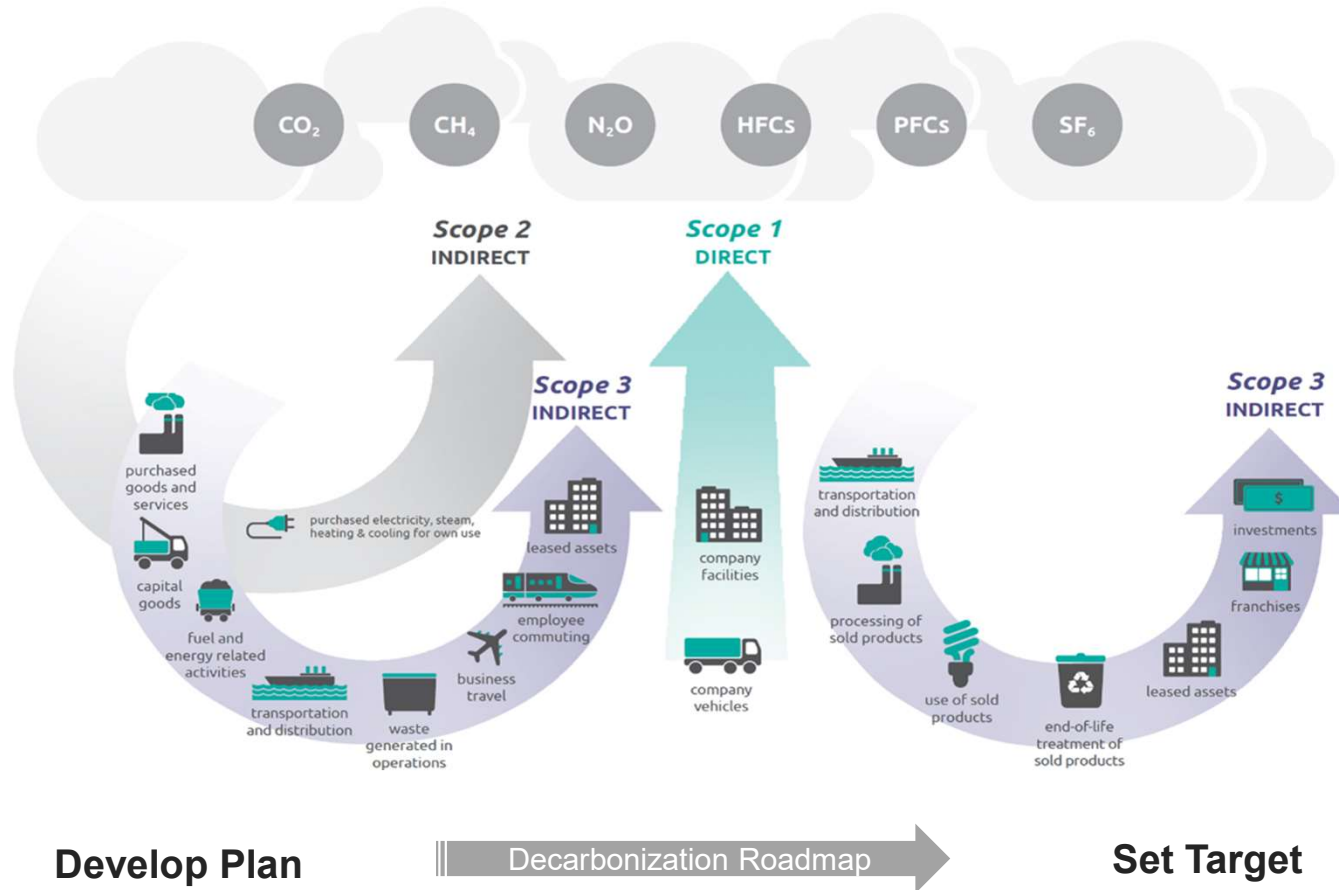 CO₂
CH₄
N₂O
HFCs
PFCs
SF₆
Scope 2
INDIRECT
Scope 1
DIRECT
Scope 3
INDIRECT
Scope 3
INDIRECT
purchased
goods and
services
capital
goods
fuel and
energy related
activities
transportation
and distribution
waste
generated in
operations
business
travel
employee
commuting
leased assets
purchased electricity, steam,
heating & cooling for own use
company
facilities
company
vehicles
transportation
and distribution
processing of
sold products
use of sold
products
end-of-life
treatment of
sold products
leased assets
franchises
$
investments
Develop Plan
Decarbonization Roadmap
Set Target